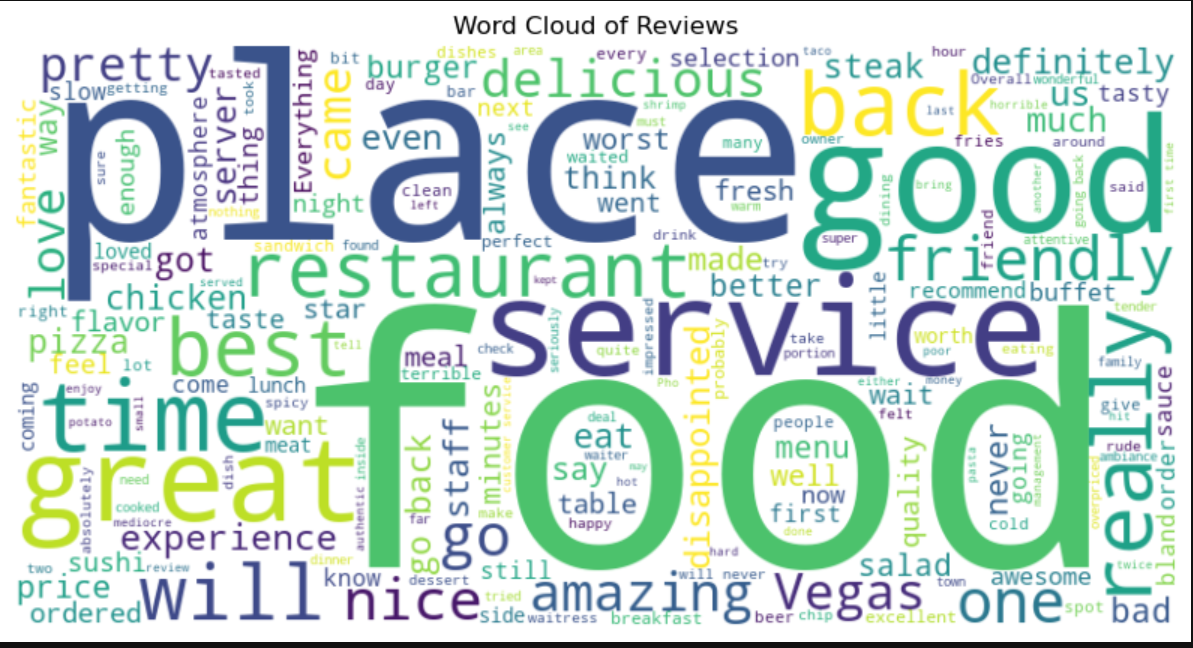 Word Cloud of Reviews
pretty
place
bit
burger
dishes
area
delicious
every
selection
taco
steak
hour
definitely
slow
getting
tasted
took
Everything
came
day
bar
next
shrimp
must
back
Overall
wonderful
us
tasty
last
horrible
much
fantastic
love
way
sure
enough
atmosphere
server
thing
nothing
night
even
clean
left
always
see
worst
waited
think
went
many
fresh
warm
owner
good
fries
around
dining
bring
another
going back
said
first time
loved
special
got
sandwich
found
perfect
drink
super
friend
attentive
friendly
served
restaurant
kept
made
try
better
little
recommend
buffet
right
chicken
flavor
taste
star
service
tender
pizza
feel
lot
best
tell
meal
terrible
check
seriously
quite
impressed
disappointed
probably
take
portion
worth
poor
eating
really
family
coming
enjoy
potato
small
time
come
lunch
spicy
want
meat
food
minutes
customer service
Pho
deal
eat
waiter
say
may
hot
table
happy
people
menu
well
now
first
done
either
money
wait
felt
quality
never
going
pasta
management
cold
give
hit
sauce
rude
ambiance
order
overpriced
great
absolutely
need
cooked
mediocre
dish
experience
authentic
inside
go back
far
staff
go
make
hard
twice
bland
two
sushi
review
price
ordered
will
dinner
know
nice
dessert
still
tried
side
waitress
amazing
breakfast
will never
Vegas
beer
chip
salad
excellent
town
one
awesome
spot
bad